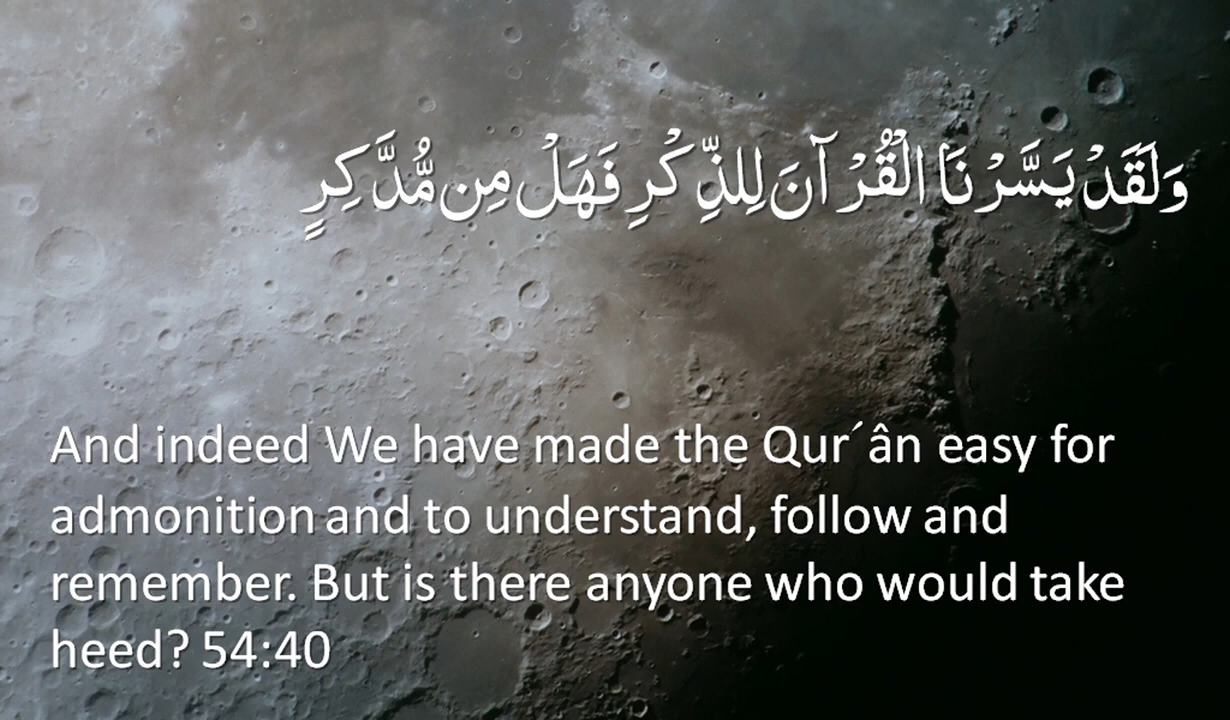 وَلَقَدْ يَسَّرْنَا الْقُرْآنَ لِلذِّكْرِ فَهَلْ مِن مُّدَّكِرٍ
And indeed We have made the Qur´ân easy for
admonition and to understand, follow and
remember. But is there anyone who would take
heed? 54:40